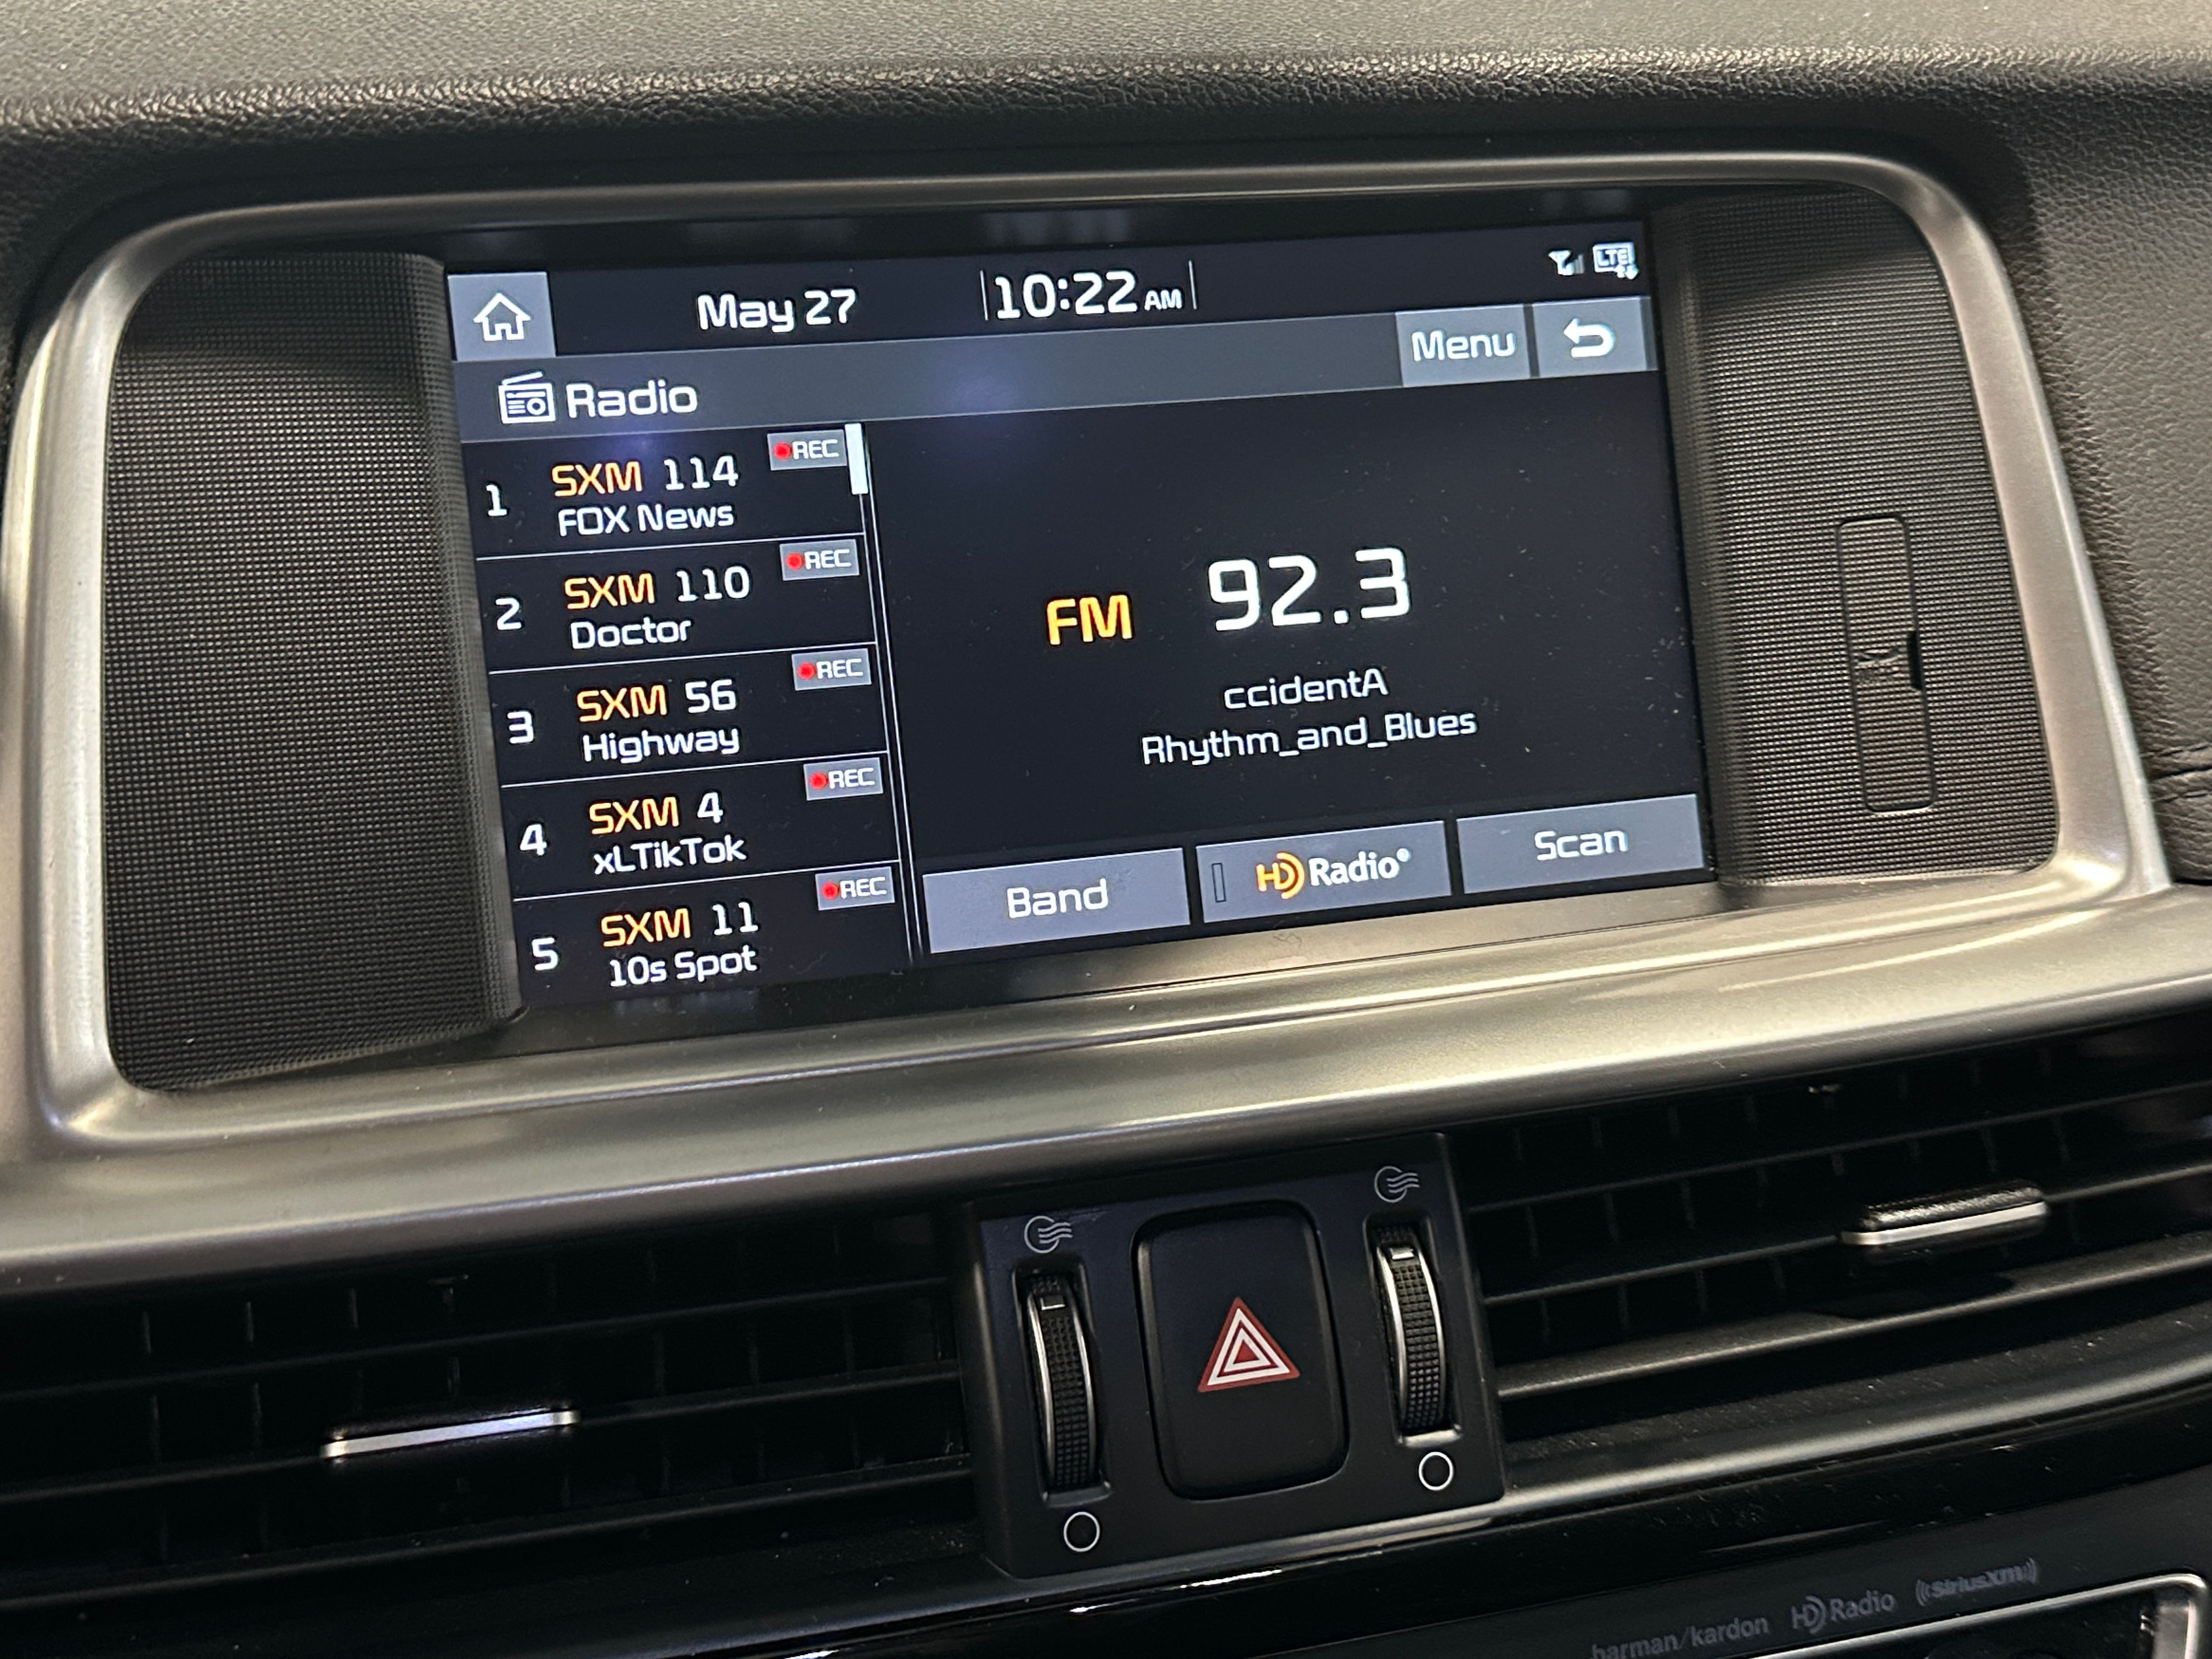 May 27 10:22 AM LTE
Menu
Radio
1 SXM 114 REC
FOX News
2 SXM 110 REC
Doctor
3 SXM 56 REC
Highway
4 SXM 4 REC
xLTikTok
5 SXM 11 REC
10s Spot
FM 92.3
ccidentA
Rhythm_and_Blues
Band HD Radio® Scan
harman/kardon HD Radio ((SiriusXM))